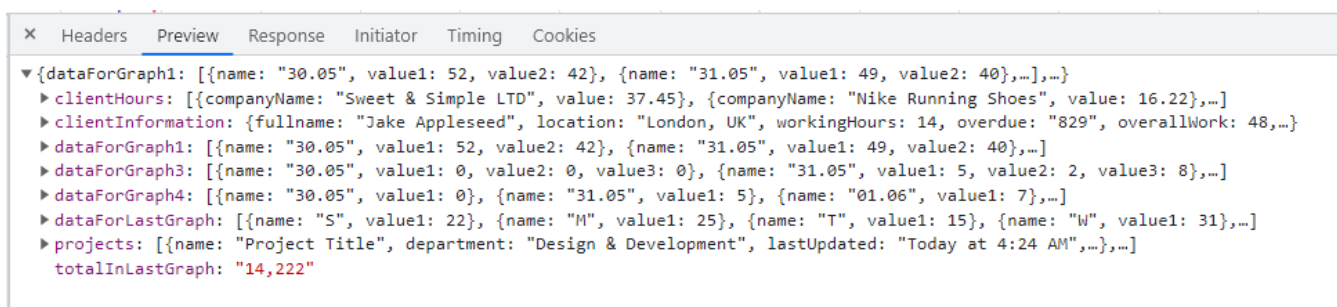 × Headers Preview Response Initiator Timing Cookies
▼{dataForGraph1: [{name: "30.05", value1: 52, value2: 42}, {name: "31.05", value1: 49, value2: 40},…],…}
▶clientHours: [{companyName: "Sweet & Simple LTD", value: 37.45}, {companyName: "Nike Running Shoes", value: 16.22},…]
▶clientInformation: {fullname: "Jake Appleseed", location: "London, UK", workingHours: 14, overdue: "829", overallWork: 48,…}
▶dataForGraph1: [{name: "30.05", value1: 52, value2: 42}, {name: "31.05", value1: 49, value2: 40},…]
▶dataForGraph3: [{name: "30.05", value1: 0, value2: 0, value3: 0}, {name: "31.05", value1: 5, value2: 2, value3: 8},…]
▶dataForGraph4: [{name: "30.05", value1: 0}, {name: "31.05", value1: 5}, {name: "01.06", value1: 7},…]
▶dataForLastGraph: [{name: "S", value1: 22}, {name: "M", value1: 25}, {name: "T", value1: 15}, {name: "W", value1: 31},…]
▶projects: [{name: "Project Title", department: "Design & Development", lastUpdated: "Today at 4:24 AM",…},…]
totalInLastGraph: "14,222"